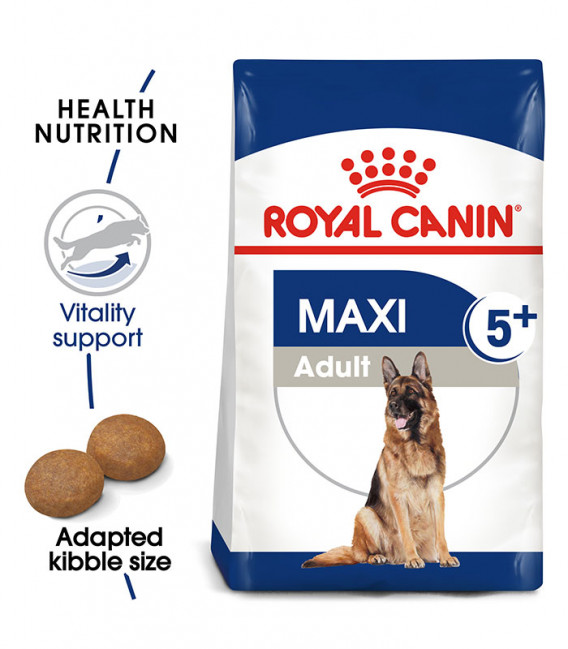 HEALTH
NUTRITION
Vitality
support
Adapted
kibble size
ROYAL CANIN®
MAXI
Adult
5+